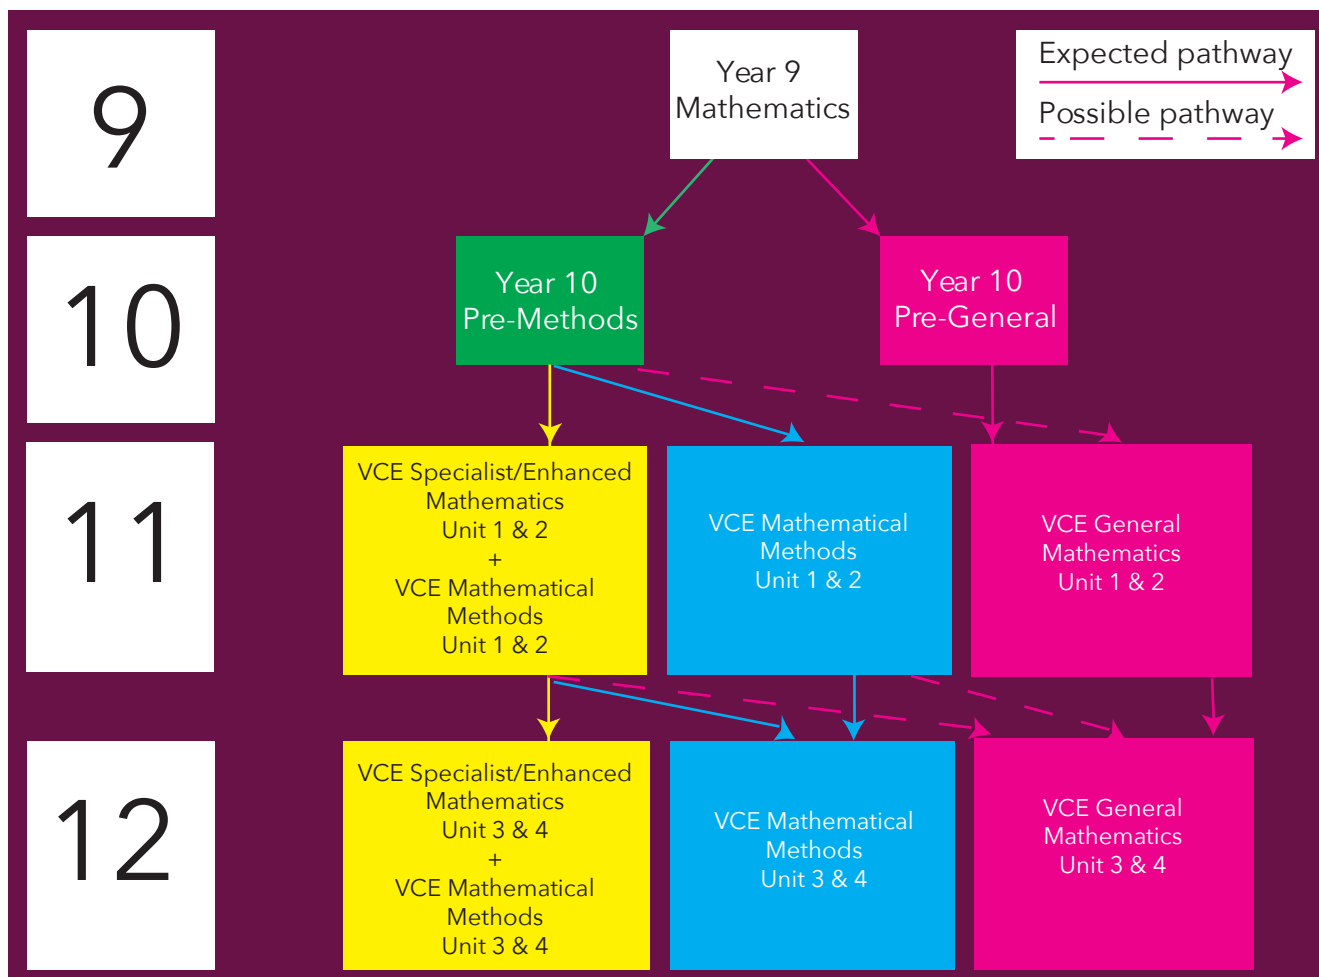 9
Year 9
Mathematics
Expected pathway
Possible pathway
10
Year 10
Pre-Methods
Year 10
Pre-General
11
VCE Specialist/Enhanced
Mathematics
Unit 1 & 2
+
VCE Mathematical
Methods
Unit 1 & 2
VCE Mathematical
Methods
Unit 1 & 2
VCE General
Mathematics
Unit 1 & 2
12
VCE Specialist/Enhanced
Mathematics
Unit 3 & 4
+
VCE Mathematical
Methods
Unit 3 & 4
VCE Mathematical
Methods
Unit 3 & 4
VCE General
Mathematics
Unit 3 & 4